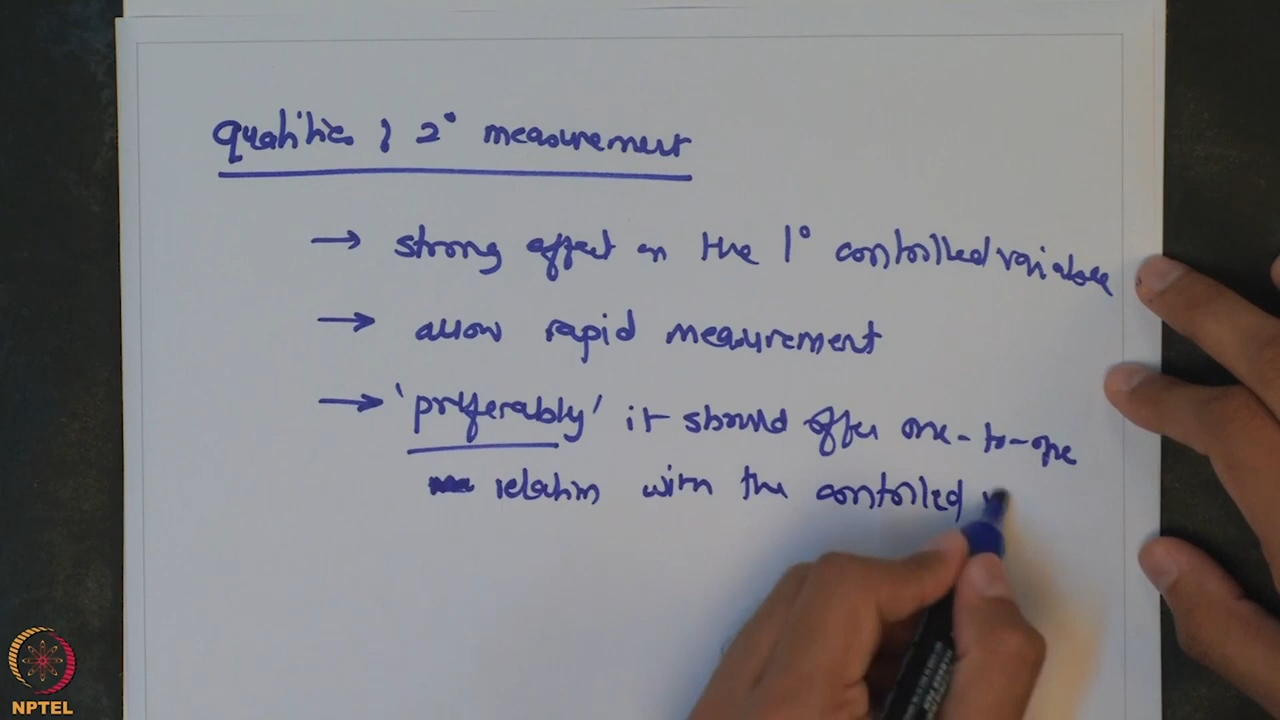 Qualities of 2° measurement
→ strong effect on the 1° controlled variable
→ allow rapid measurement
→ 'preferably' it should offer one-to-one
relation with the controlled
NPTEL